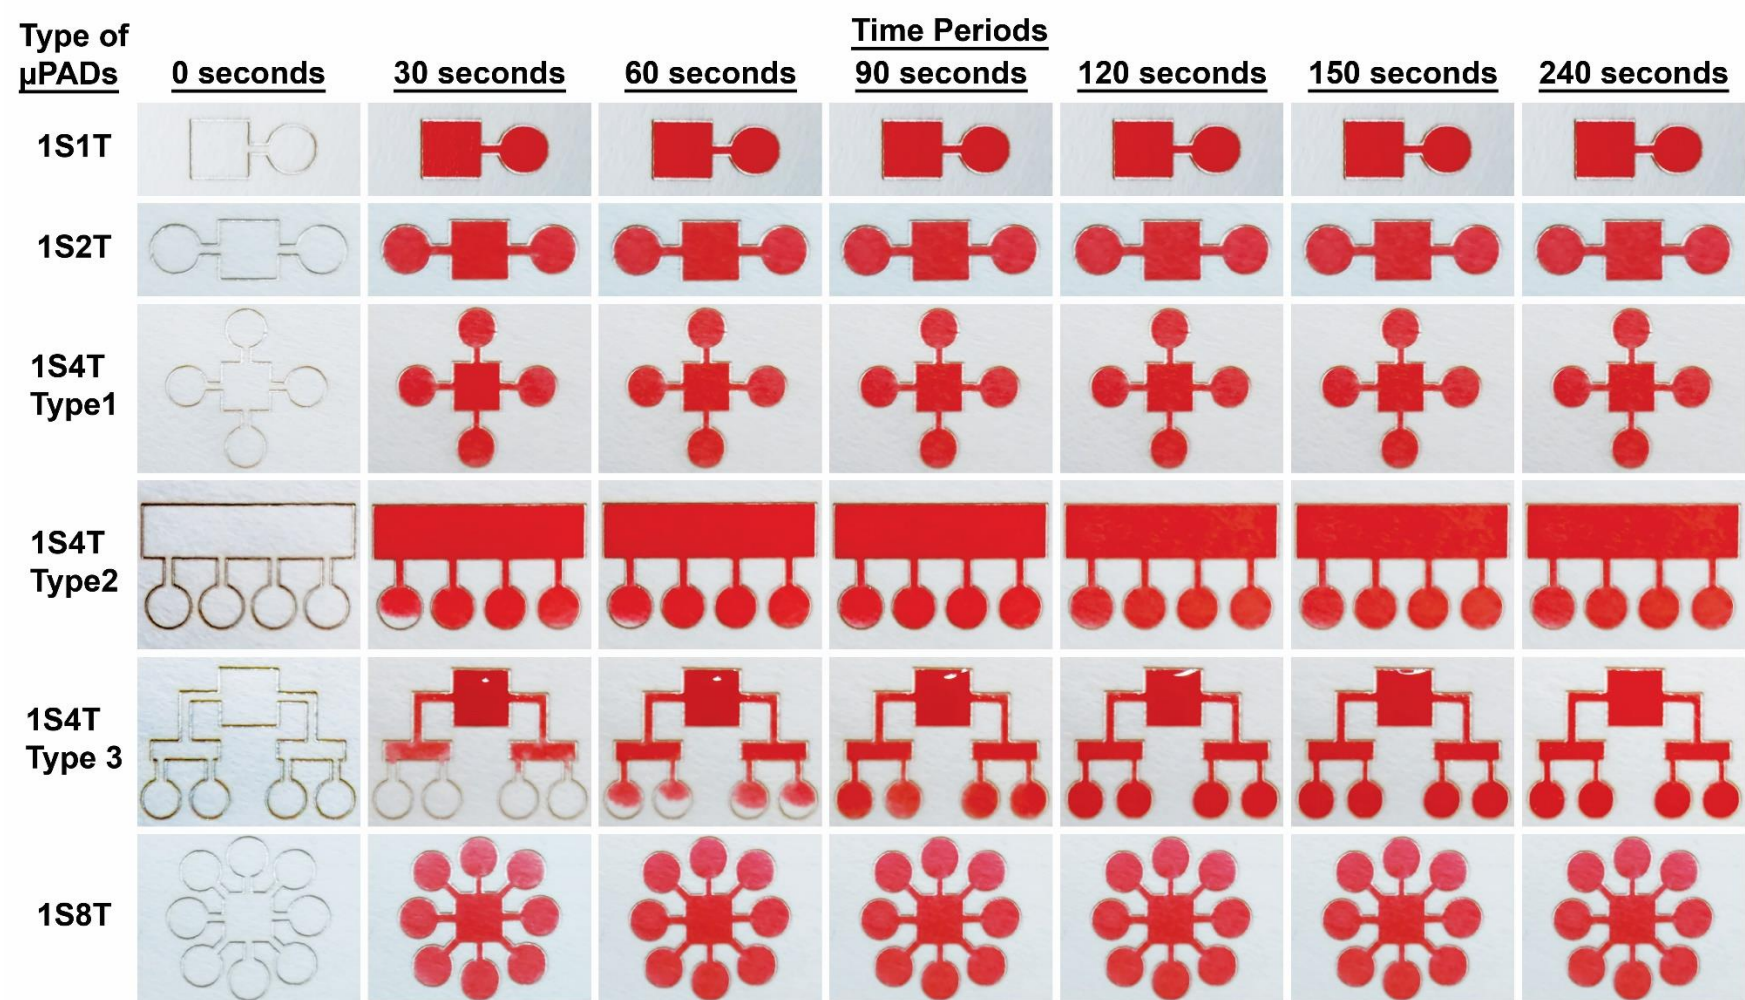 Type of
µPADs
Time Periods
0 seconds
30 seconds
60 seconds
90 seconds
120 seconds
150 seconds
240 seconds
1S1T
1S2T
1S4T
Type1
1S4T
Type2
1S4T
Type 3
1S8T